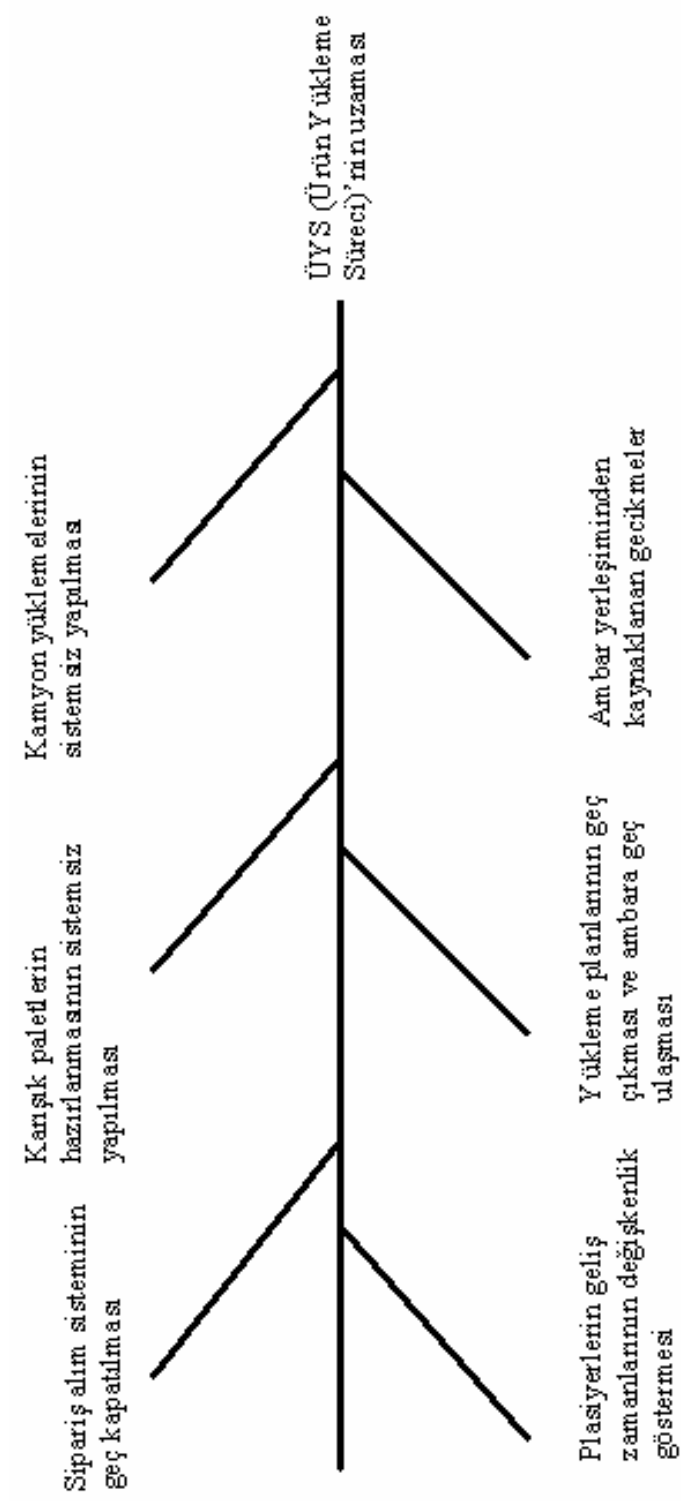 Sipariş alım sisteminin
geç kapatılması
Karışık paletlerin
hazırlanmasının sistemsiz
yapılması
Kamyon yüklemelerinin
sistemsiz yapılması
ÜYS (Ürün Yükleme
Süreci)’nin uzaması
Plasiyerlerin geliş
zamanlarının değişkenlik
göstermesi
Yükleme planlarının geç
çıkması ve ambara geç
ulaşması
Ambar yerleşiminden
kaynaklanan gecikmeler